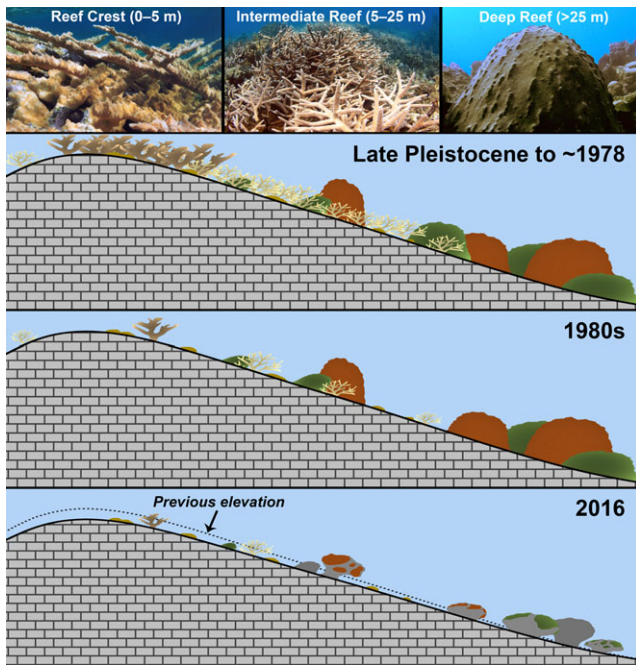 Reef Crest (0–5 m)
Intermediate Reef (5–25 m)
Deep Reef (>25 m)
Late Pleistocene to ~1978
1980s
2016
Previous elevation